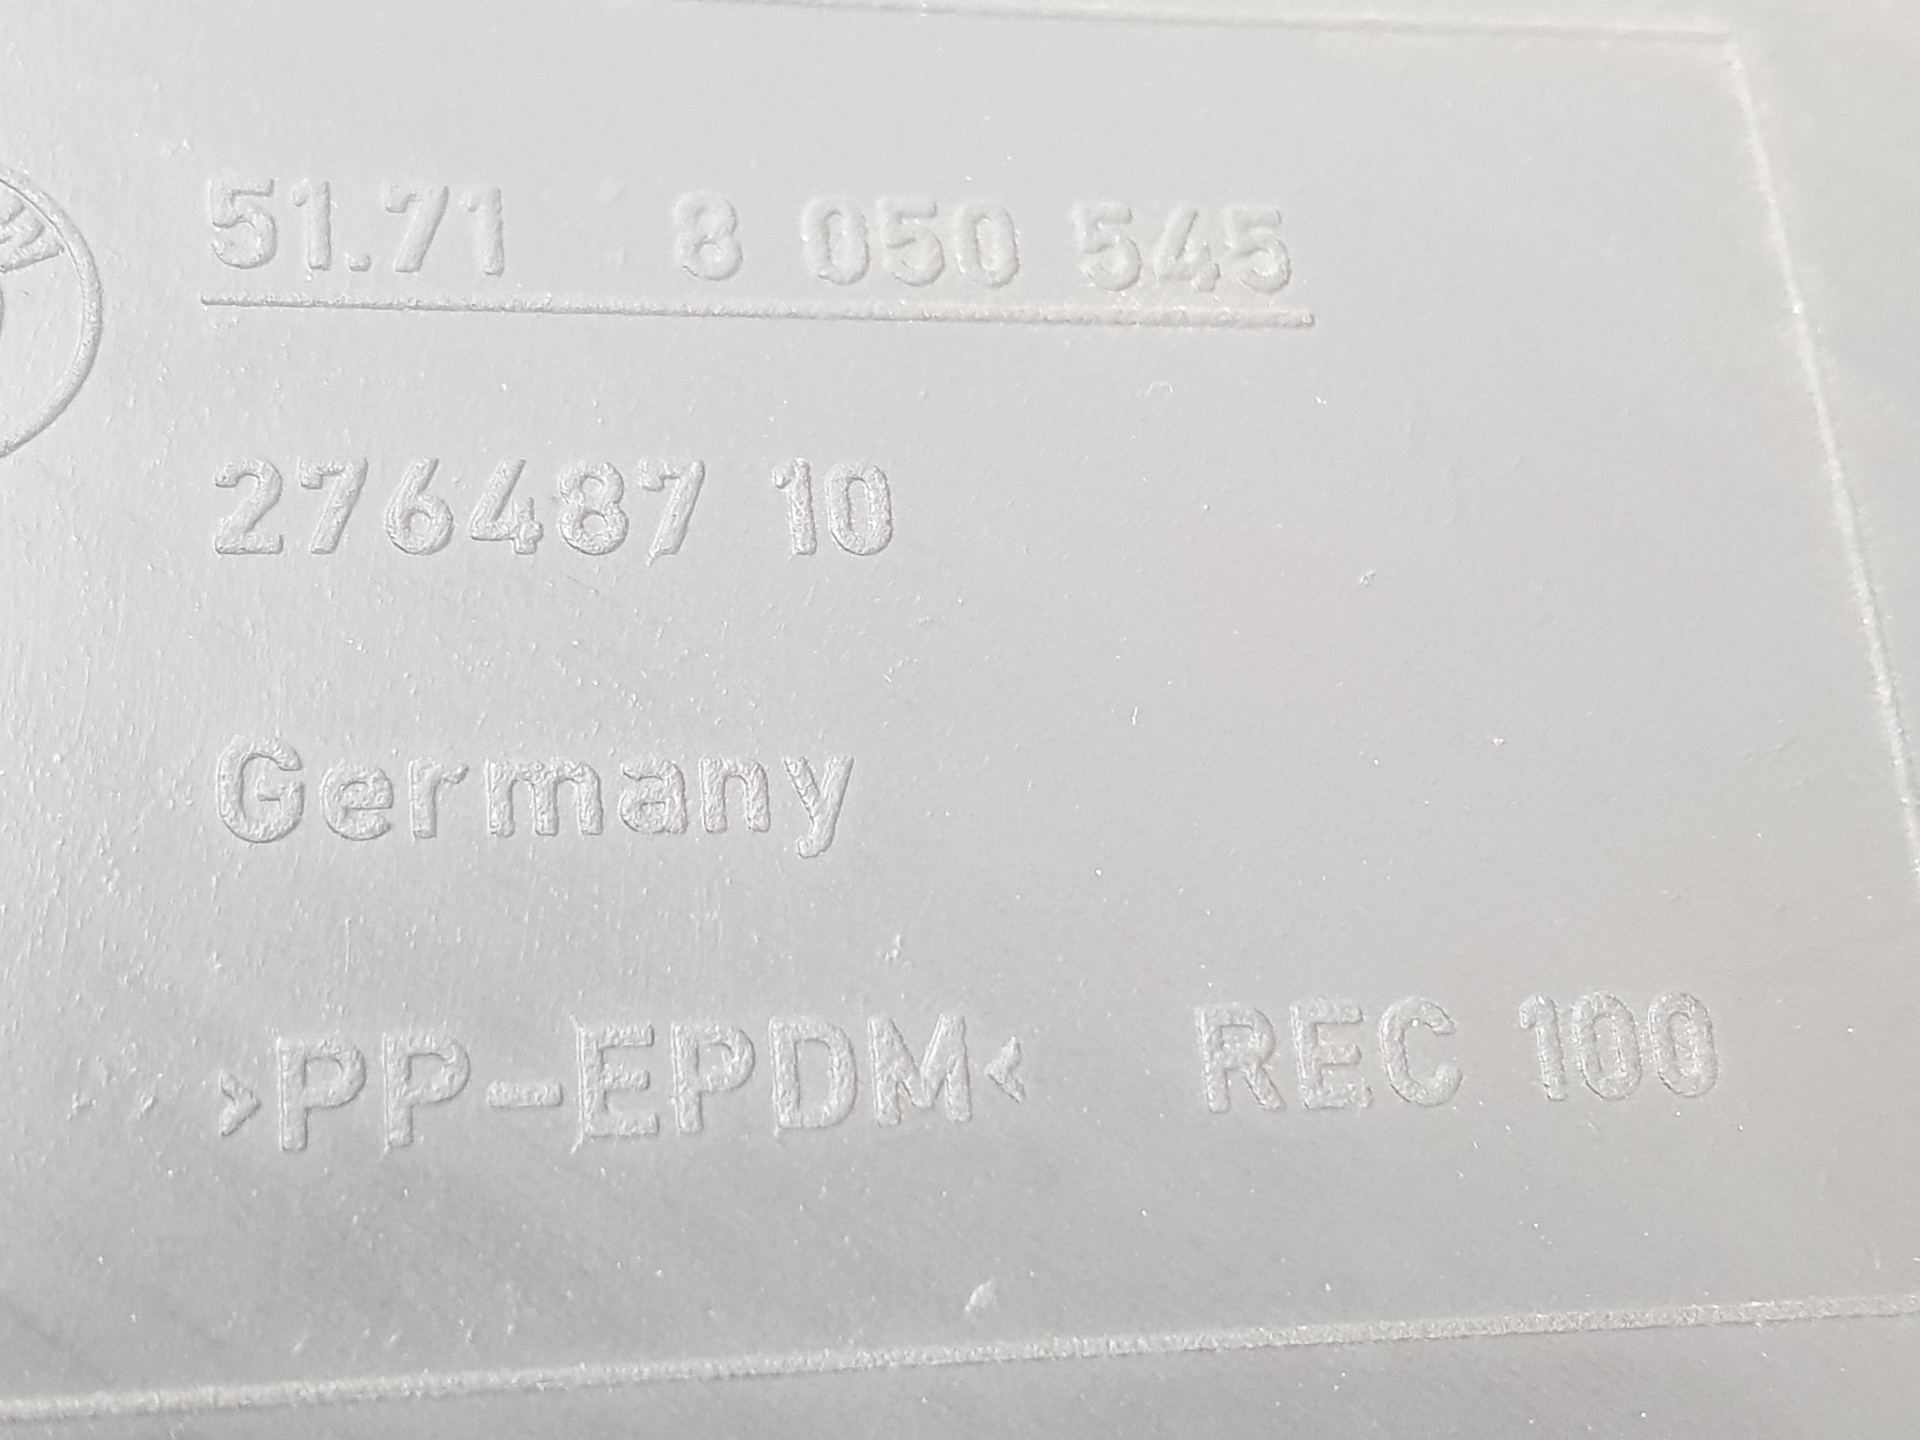 51.71 8 050 545
276487 10
Germany
>PP-EPDM< REC 100